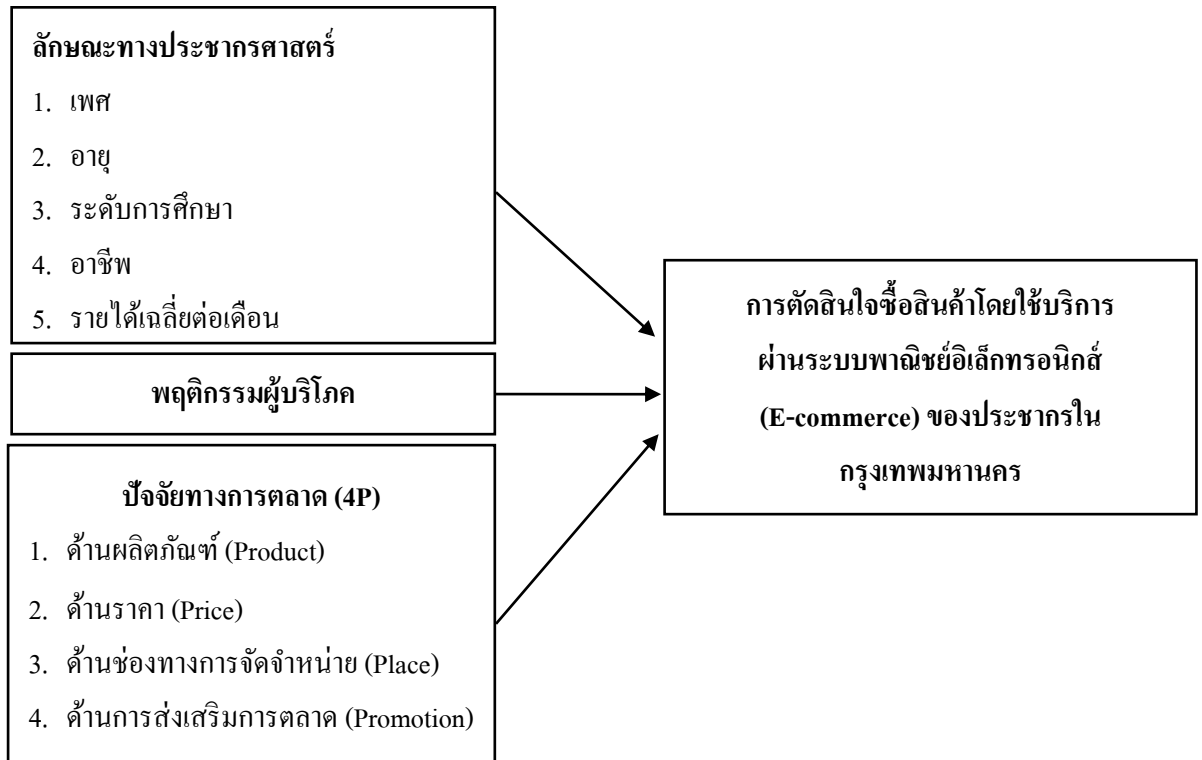 ลักษณะทางประชากรศาสตร์
1. เพศ
2. อายุ
3. ระดับการศึกษา
4. อาชีพ
5. รายได้เฉลี่ยต่อเดือน
พฤติกรรมผู้บริโภค
ปัจจัยทางการตลาด (4P)
1. ด้านผลิตภัณฑ์ (Product)
2. ด้านราคา (Price)
3. ด้านช่องทางการจัดจำหน่าย (Place)
4. ด้านการส่งเสริมการตลาด (Promotion)
การตัดสินใจซื้อสินค้าโดยใช้บริการ
ผ่านระบบพาณิชย์อิเล็กทรอนิกส์
(E-commerce) ของประชากรใน
กรุงเทพมหานคร